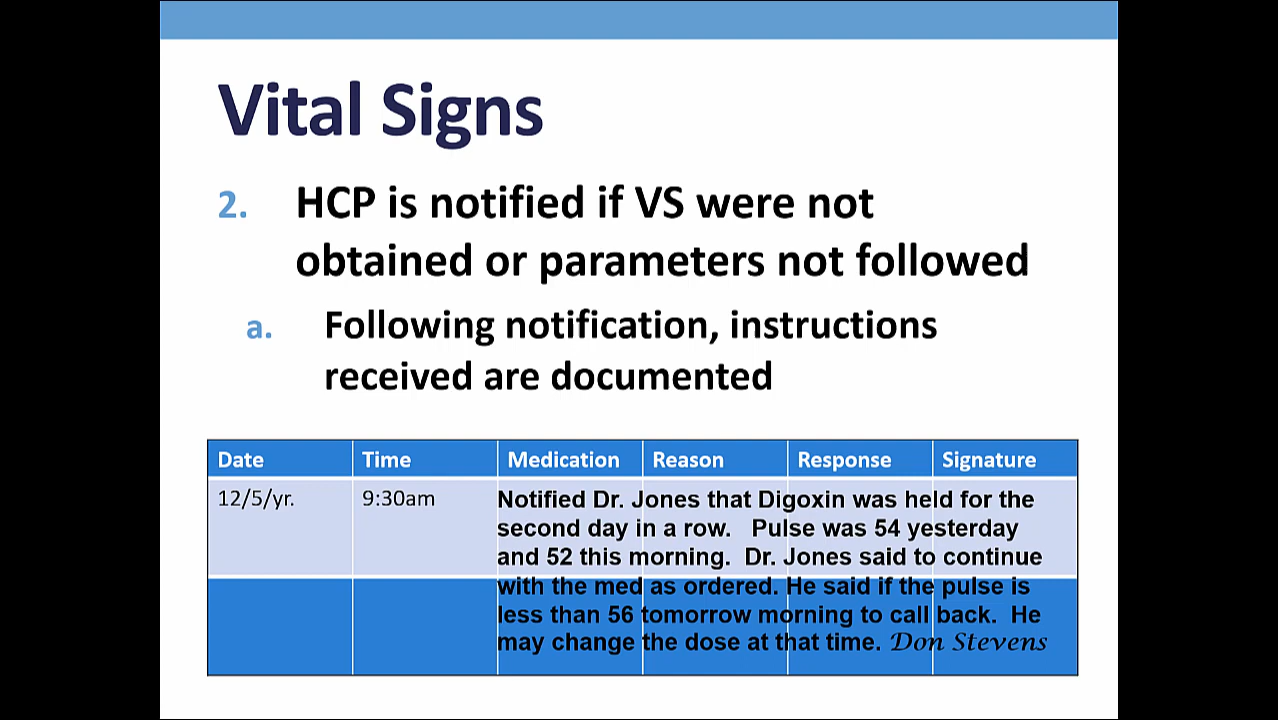 Vital Signs
2. HCP is notified if VS were not
obtained or parameters not followed
a. Following notification, instructions
received are documented
Date Time Medication Reason Response Signature
12/5/yr. 9:30am Notified Dr. Jones that Digoxin was held for the
second day in a row. Pulse was 54 yesterday
and 52 this morning. Dr. Jones said to continue
with the med as ordered. He said if the pulse is
less than 56 tomorrow morning to call back. He
may change the dose at that time. Don Stevens